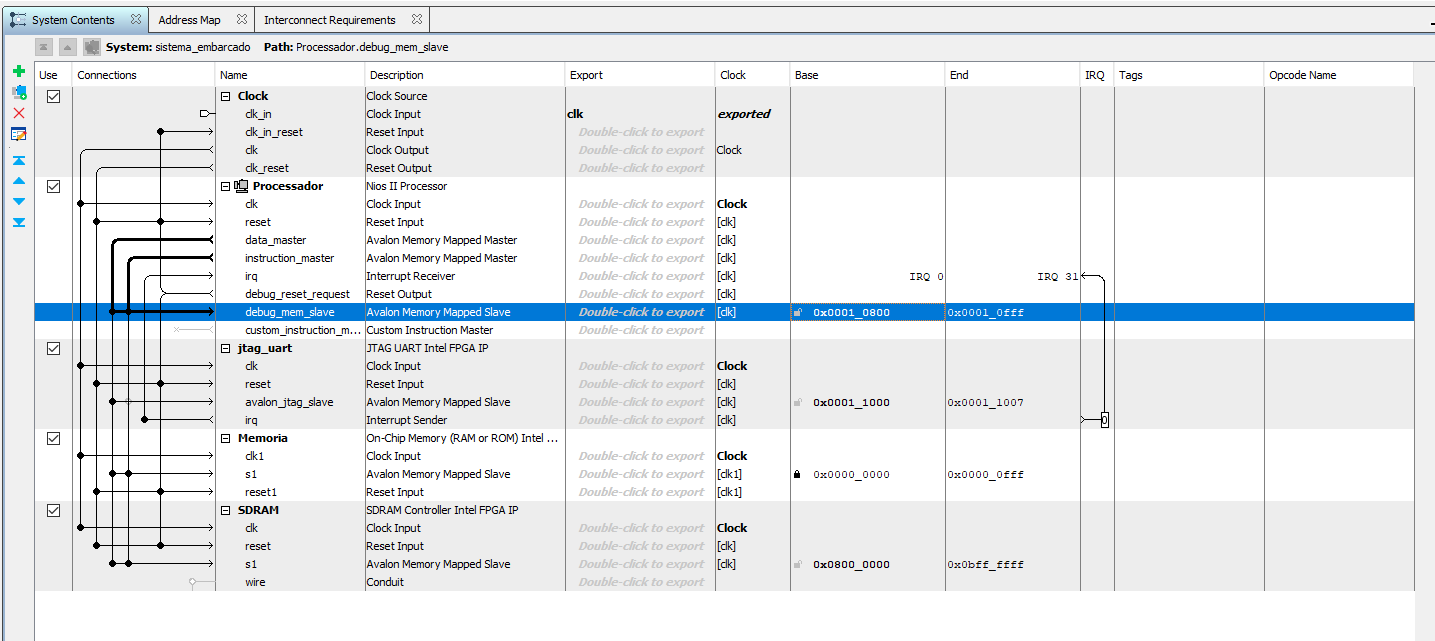 System Contents Address Map Interconnect Requirements
System: sistema_embarcado Path: Processador.debug_mem_slave
Use Connections Name Description Export Clock Base End IRQ Tags Opcode Name
Clock Clock Source
clk_in Clock Input clk exported
clk_in_reset Reset Input Double-click to export
clk Clock Output Double-click to export Clock
clk_reset Reset Output Double-click to export
Processador Nios II Processor
clk Clock Input Double-click to export Clock
reset Reset Input Double-click to export [clk]
data_master Avalon Memory Mapped Master Double-click to export [clk]
instruction_master Avalon Memory Mapped Master Double-click to export [clk]
irq Interrupt Receiver Double-click to export [clk] IRQ 0 IRQ 31
debug_reset_request Reset Output Double-click to export [clk]
debug_mem_slave Avalon Memory Mapped Slave Double-click to export [clk] 0x0001_0800 0x0001_0fff
custom_instruction_m... Custom Instruction Master Double-click to export
jtag_uart JTAG UART Intel FPGA IP
clk Clock Input Double-click to export Clock
reset Reset Input Double-click to export [clk]
avalon_jtag_slave Avalon Memory Mapped Slave Double-click to export [clk] 0x0001_1000 0x0001_1007
irq Interrupt Sender Double-click to export [clk] 0
Memoria On-Chip Memory (RAM or ROM) Intel ...
clk1 Clock Input Double-click to export Clock
s1 Avalon Memory Mapped Slave Double-click to export [clk1] 0x0000_0000 0x0000_0fff
reset1 Reset Input Double-click to export [clk1]
SDRAM SDRAM Controller Intel FPGA IP
clk Clock Input Double-click to export Clock
reset Reset Input Double-click to export [clk]
s1 Avalon Memory Mapped Slave Double-click to export [clk] 0x0800_0000 0x0bff_ffff
wire Conduit Double-click to export